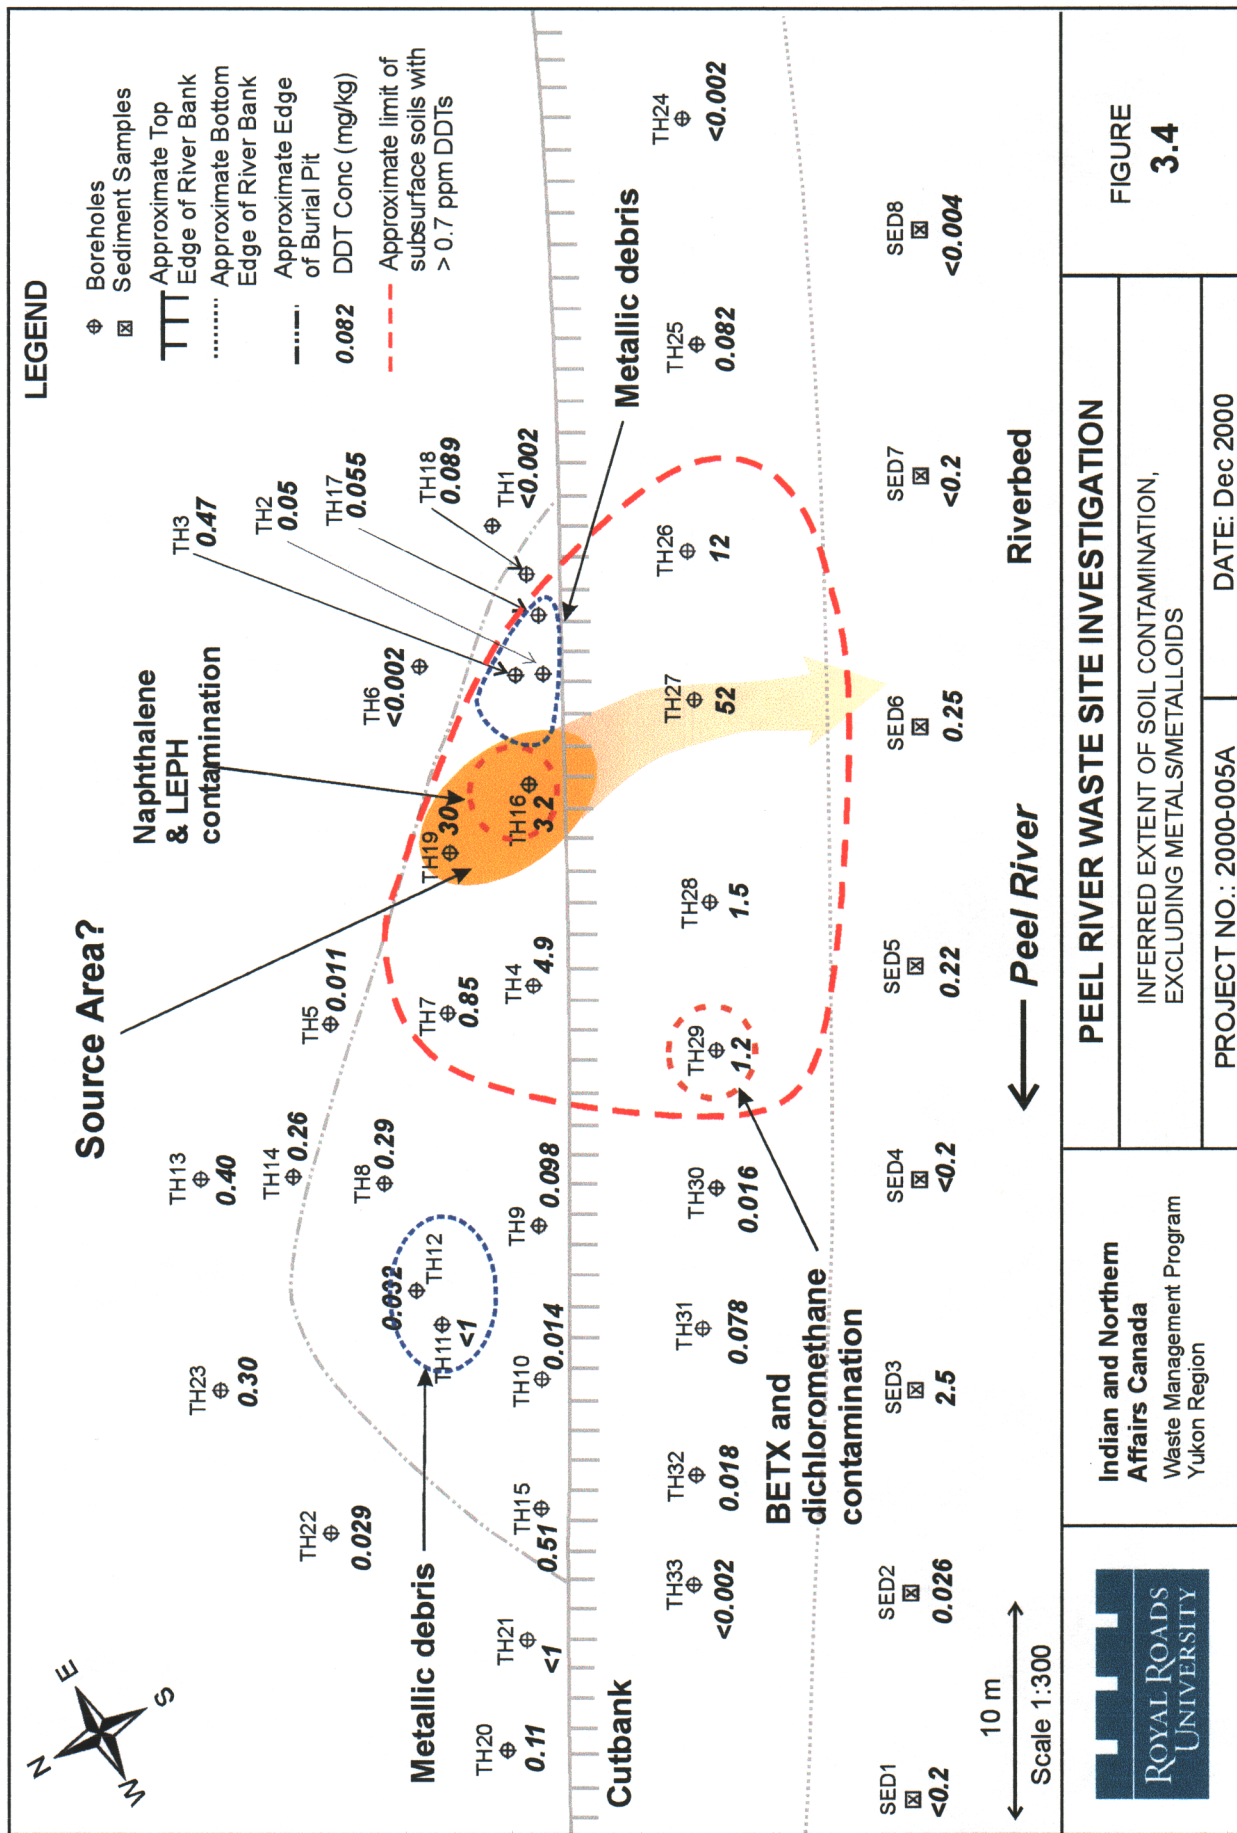 LEGEND
Boreholes
Sediment Samples
Approximate Top
Edge of River Bank
Approximate Bottom
Edge of River Bank
Approximate Edge
of Burial Pit
0.082 DDT Conc (mg/kg)
Approximate limit of
subsurface soils with
> 0.7 ppm DDTs
N
E
S
W
Source Area?
Naphthalene
& LEPH
contamination
Metallic debris
Metallic debris
BETX and
dichloromethane
contamination
TH13
0.40
TH14
0.26
TH23
0.30
TH22
0.029
TH5
0.011
TH6
<0.002
TH3
0.47
TH2
0.05
TH17
0.055
TH18
0.089
TH1
<0.002
TH8
0.29
TH12
0.032
TH11
<1
TH7
0.85
TH19
30
TH16
3.2
TH4
4.9
TH9
0.098
TH10
0.014
TH15
0.51
TH21
<1
TH20
0.11
Cutbank
TH33
<0.002
TH32
0.018
TH31
0.078
TH30
0.016
TH29
1.2
TH28
1.5
TH27
52
TH26
12
TH25
0.082
TH24
<0.002
SED1
<0.2
SED2
0.026
SED3
2.5
SED4
<0.2
SED5
0.22
SED6
0.25
SED7
<0.2
SED8
<0.004
10 m
Scale 1:300
Peel River
Riverbed
ROYAL ROADS
UNIVERSITY
Indian and Northern
Affairs Canada
Waste Management Program
Yukon Region
PEEL RIVER WASTE SITE INVESTIGATION
INFERRED EXTENT OF SOIL CONTAMINATION,
EXCLUDING METALS/METALLOIDS
PROJECT NO.: 2000-005A
DATE: Dec 2000
FIGURE
3.4